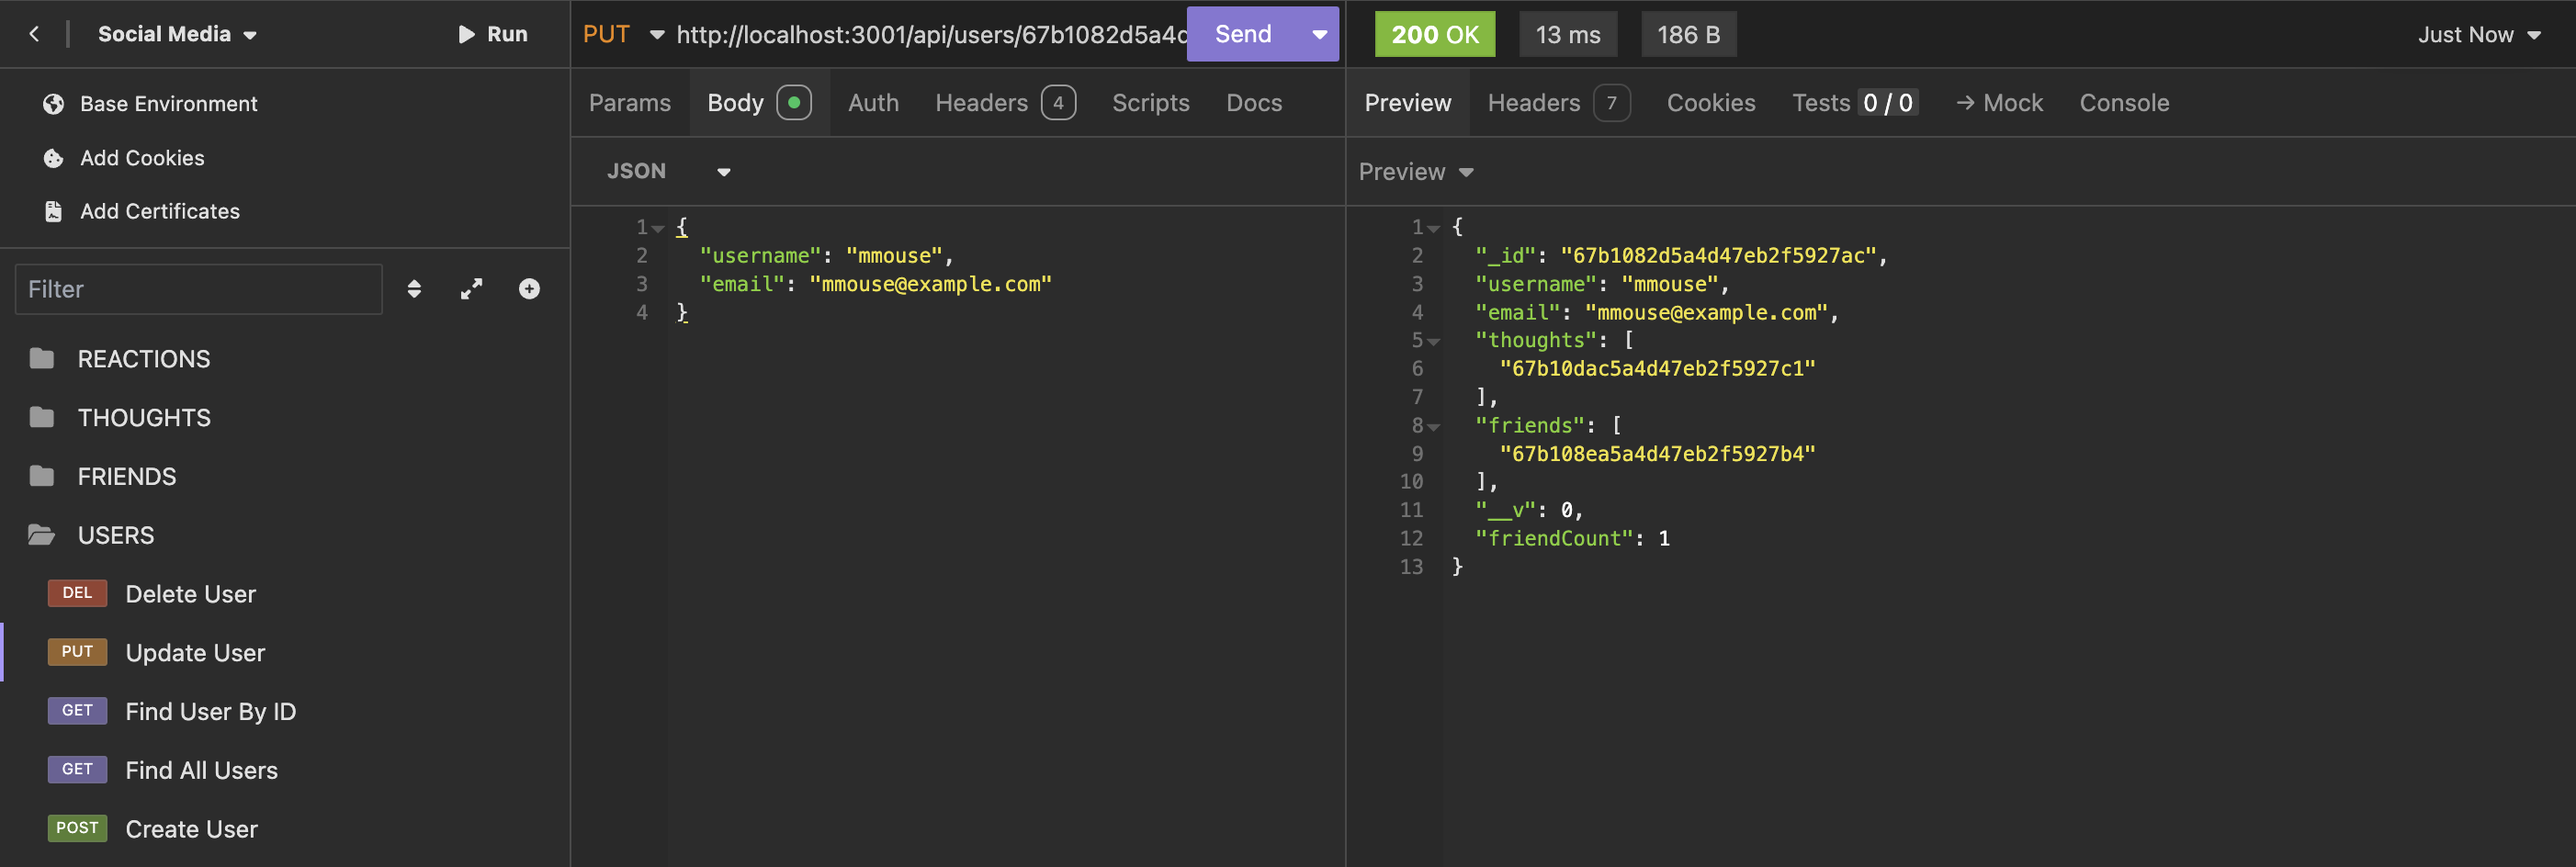 Social Media
Run
Base Environment
Add Cookies
Add Certificates
Filter
REACTIONS
THOUGHTS
FRIENDS
USERS
DEL Delete User
PUT Update User
GET Find User By ID
GET Find All Users
POST Create User
PUT http://localhost:3001/api/users/67b1082d5a4d Send
Params Body Auth Headers 4 Scripts Docs
JSON
1 {
2 "username": "mmouse",
3 "email": "mmouse@example.com"
4 }
200 OK 13 ms 186 B Just Now
Preview Headers 7 Cookies Tests 0 / 0 → Mock Console
Preview
1 {
2 "_id": "67b1082d5a4d47eb2f5927ac",
3 "username": "mmouse",
4 "email": "mmouse@example.com",
5 "thoughts": [
6 "67b10dac5a4d47eb2f5927c1"
7 ],
8 "friends": [
9 "67b108ea5a4d47eb2f5927b4"
10 ],
11 "__v": 0,
12 "friendCount": 1
13 }